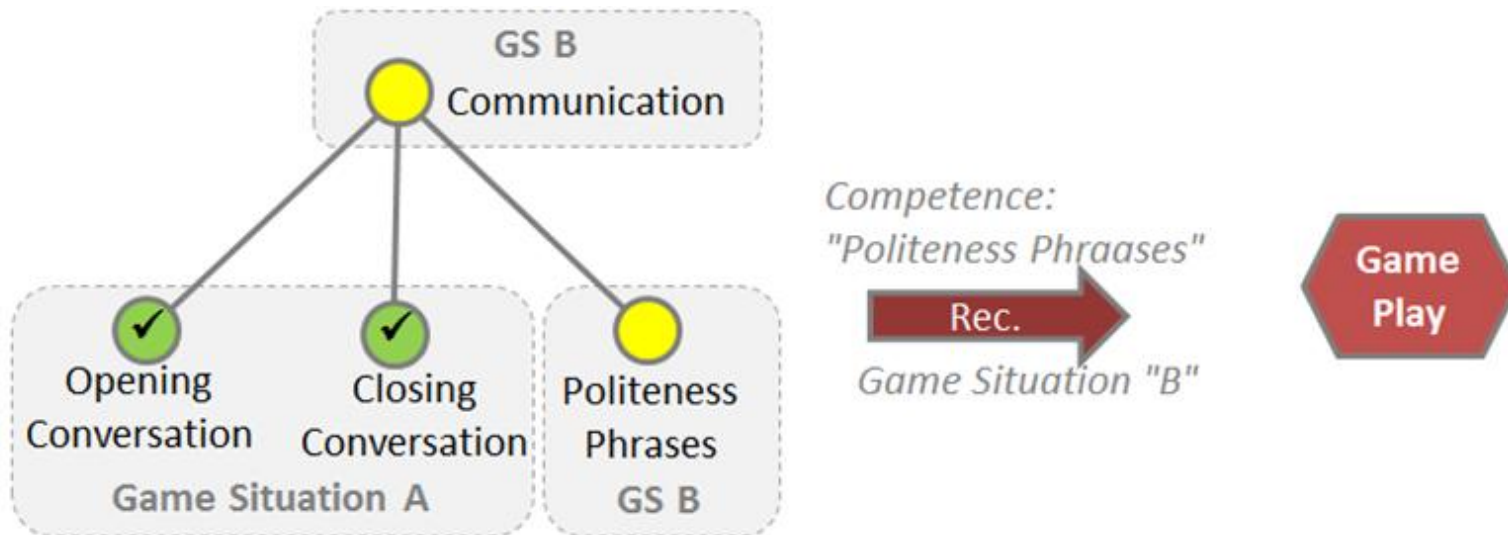 GS B
Communication
Opening
Conversation
Closing
Conversation
Game Situation A
Politeness
Phrases
GS B
Competence:
"Politeness Phraases"
Rec.
Game Situation "B"
Game
Play